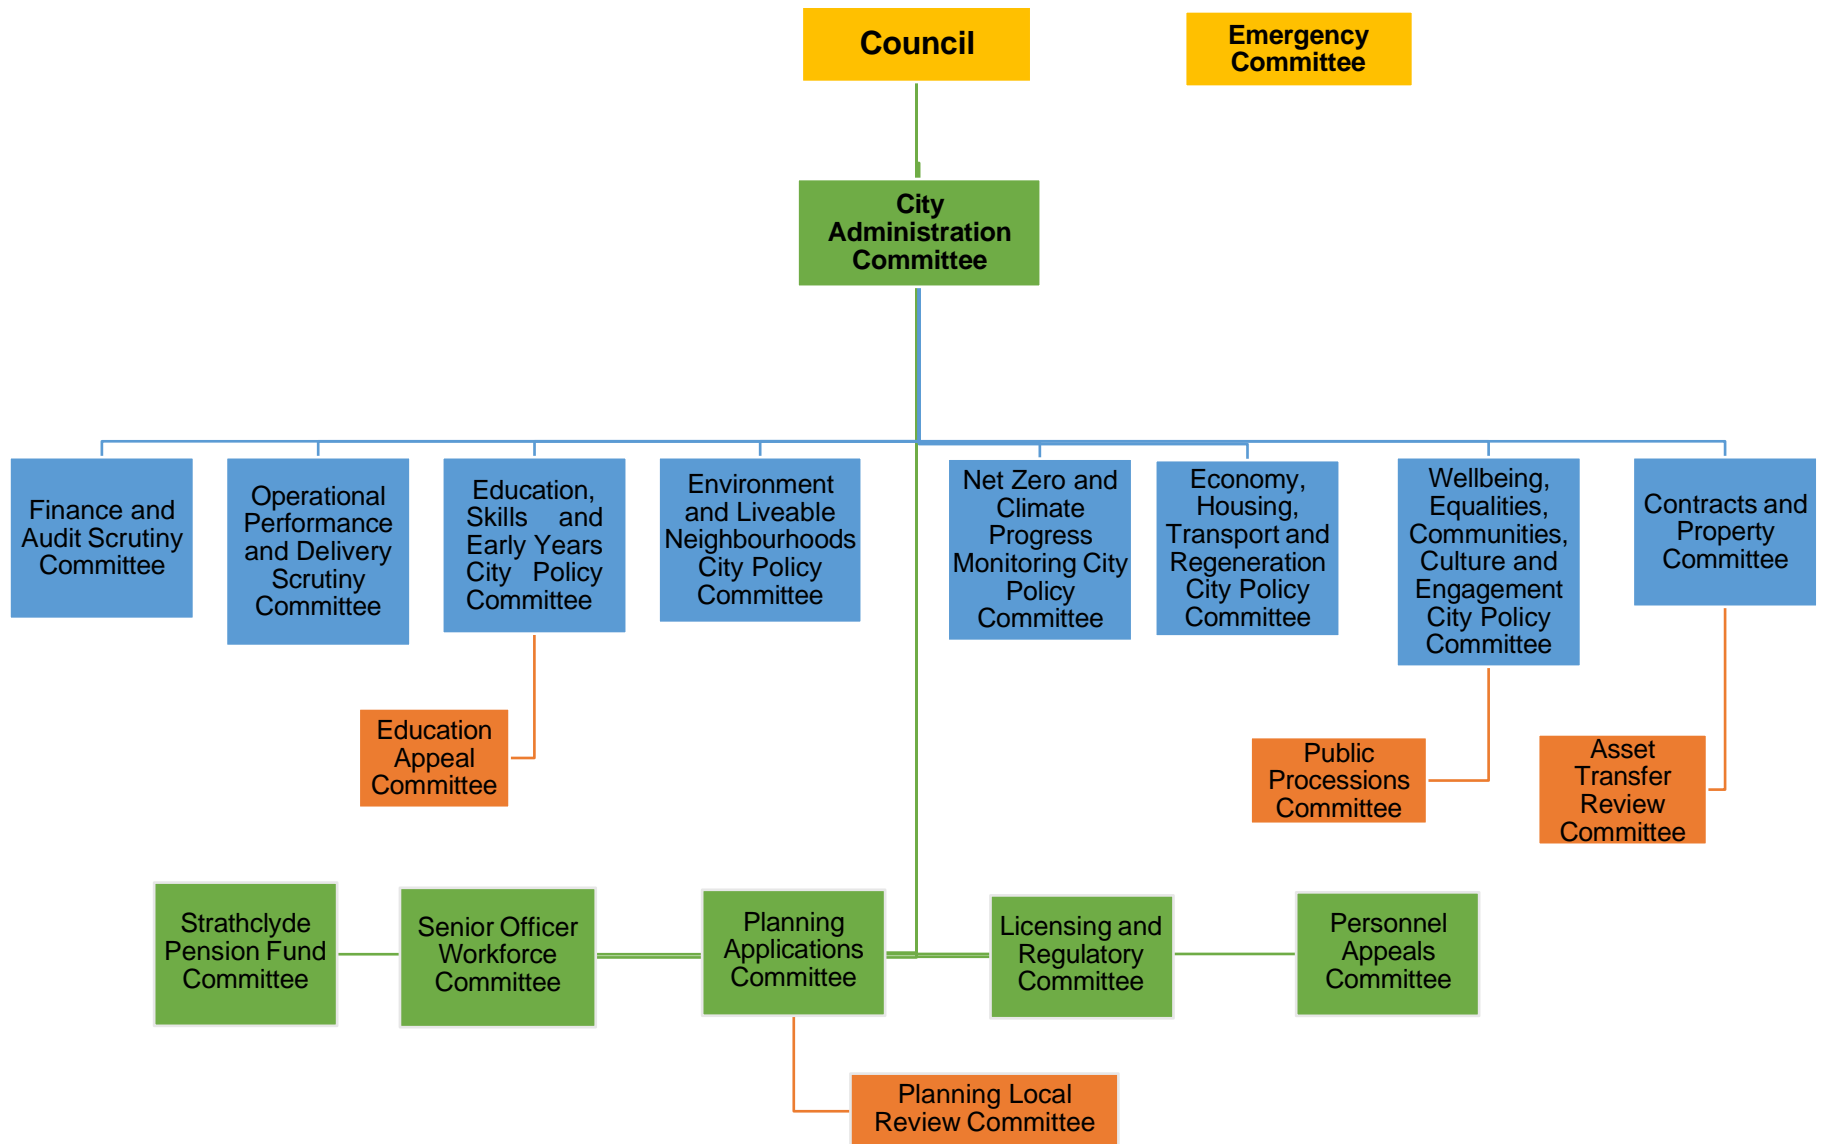 Council
Emergency
Committee
City
Administration
Committee
Finance and
Audit Scrutiny
Committee
Operational
Performance
and Delivery
Scrutiny
Committee
Education,
Skills and
Early Years
City Policy
Committee
Environment
and Liveable
Neighbourhoods
City Policy
Committee
Net Zero and
Climate
Progress
Monitoring City
Policy
Committee
Economy,
Housing,
Transport and
Regeneration
City Policy
Committee
Wellbeing,
Equalities,
Communities,
Culture and
Engagement
City Policy
Committee
Contracts and
Property
Committee
Education
Appeal
Committee
Public
Processions
Committee
Asset
Transfer
Review
Committee
Strathclyde
Pension Fund
Committee
Senior Officer
Workforce
Committee
Planning
Applications
Committee
Licensing and
Regulatory
Committee
Personnel
Appeals
Committee
Planning Local
Review Committee